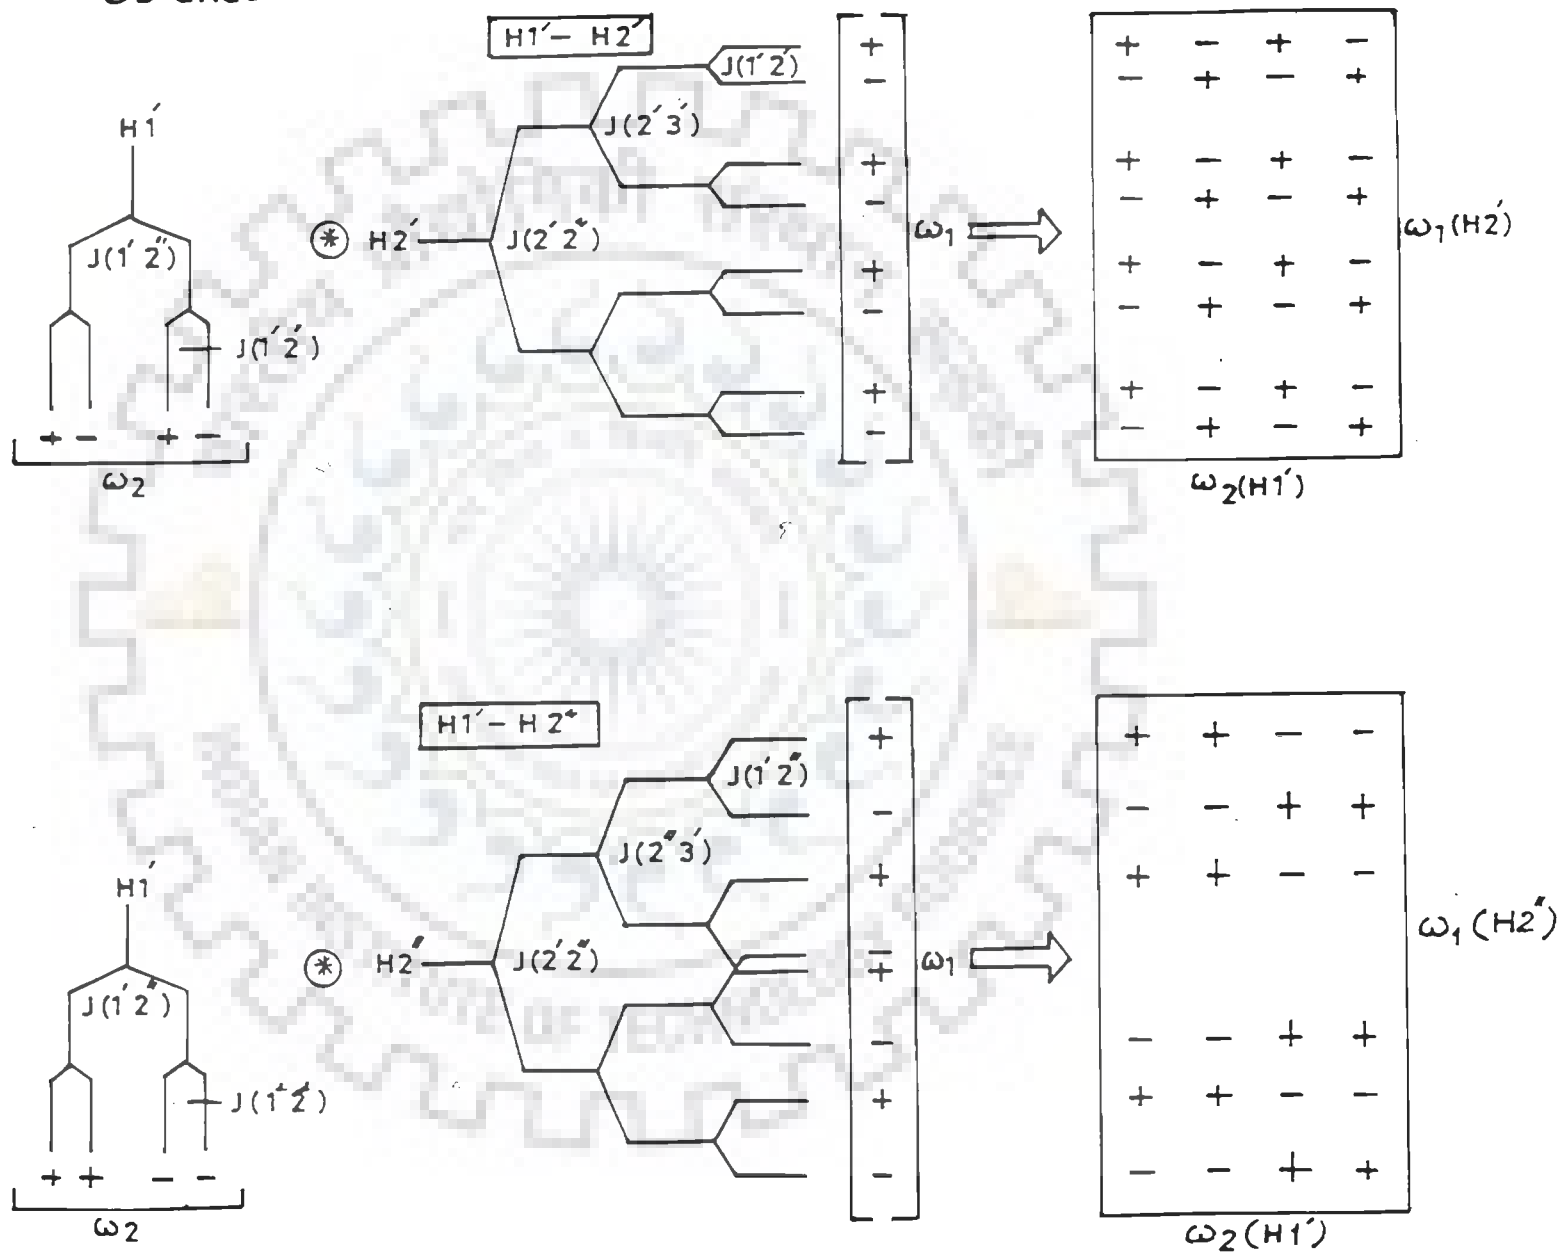 H1′ – H2′
H1′
J(1′2″)
J(1′2′)
+ – + –
ω2
⊛ H2′
J(2′2″)
J(2′3′)
J(1′2′)
+
–
+
–
+
–
+
–
ω1
+ – + –
– + – +
+ – + –
– + – +
+ – + –
– + – +
+ – + –
– + – +
ω1(H2′)
ω2(H1′)
H1′ – H2″
H1′
J(1′2″)
+ + – –
ω2
⊛ H2″
J(2′2″)
J(2″3′)
J(1′2″)
+
–
+
–
+
–
+
–
ω1
+ + – –
– – + +
+ + – –
– – + +
+ + – –
– – + +
ω1(H2″)
ω2(H1′)